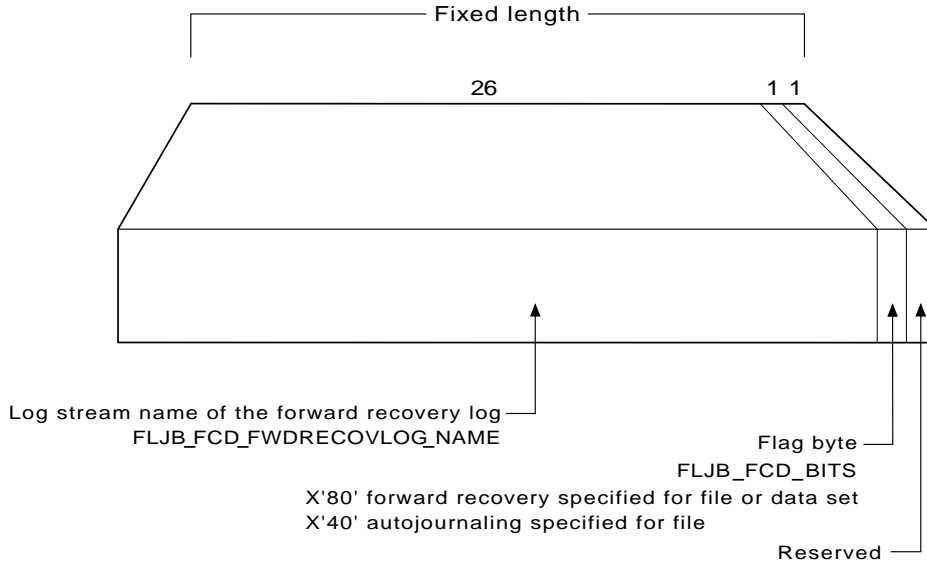 Fixed length
26 1 1
Log stream name of the forward recovery log
FLJB_FCD_FWDRECOVLOG_NAME
Flag byte
FLJB_FCD_BITS
X'80' forward recovery specified for file or data set
X'40' autojournaling specified for file
Reserved